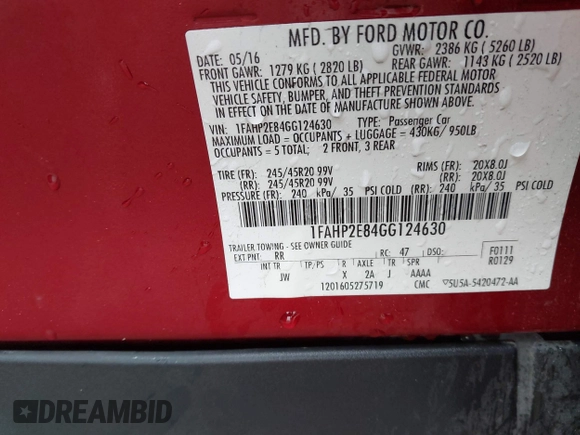 MFD. BY FORD MOTOR CO.
DATE: 05/16 GVWR: 2386 KG ( 5260 LB)
FRONT GAWR: 1279 KG ( 2820 LB) REAR GAWR: 1143 KG ( 2520 LB)
THIS VEHICLE CONFORMS TO ALL APPLICABLE FEDERAL MOTOR
VEHICLE SAFETY, BUMPER, AND THEFT PREVENTION STANDARDS
IN EFFECT ON THE DATE OF MANUFACTURE SHOWN ABOVE.
VIN: 1FAHP2E84GG124630 TYPE: Passenger Car
MAXIMUM LOAD = OCCUPANTS + LUGGAGE = 430KG/ 950LB
OCCUPANTS = 5 TOTAL; 2 FRONT, 3 REAR
TIRE (FR): 245/45R20 99V RIMS (FR): 20X8.0J
(RR): 245/45R20 99V (RR): 20X8.0J
PRESSURE (FR): 240 kPa/ 35 PSI COLD (RR): 240 kPa/ 35 PSI COLD
1FAHP2E84GG124630
TRAILER TOWING - SEE OWNER GUIDE
EXT PNT: RR RC: 47 DSO: F0111
INT TR TP/PS R AXLE TR SPR R0129
JW X 2A J AAAA
1201605275719 CMC ▽5U5A-5420472-AA
DREAMBID